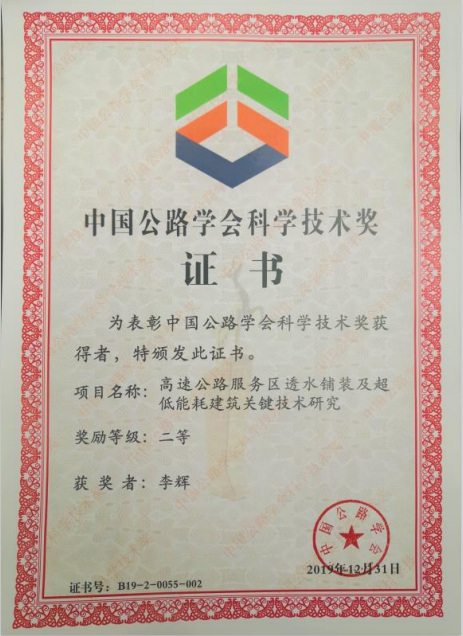 中国公路学会科学技术奖
证书
为表彰中国公路学会科学技术奖获
得者，特颁发此证书。
项目名称：高速公路服务区透水铺装及超
低能耗建筑关键技术研究
奖励等级：二等
获奖者：李辉
中国公路学会
2019年12月31日
证书号：B19-2-0055-002